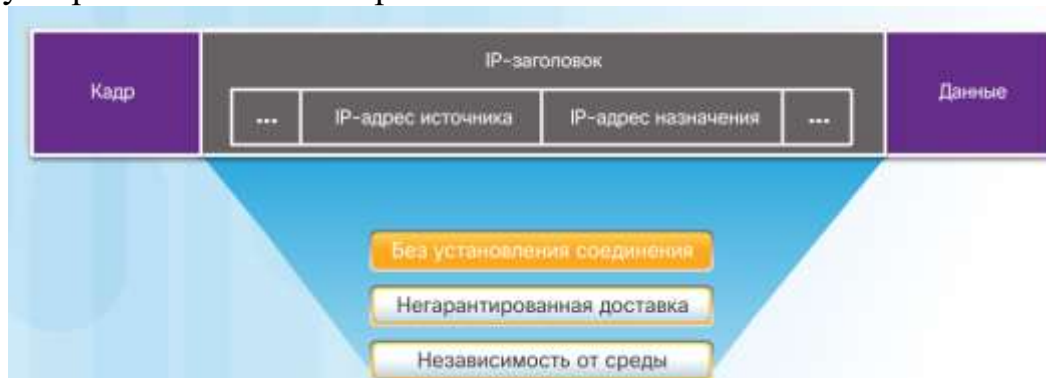 IP-заголовок
Кадр
Данные
... IP-адрес источника IP-адрес назначения ...
Без установления соединения
Негарантированная доставка
Независимость от среды